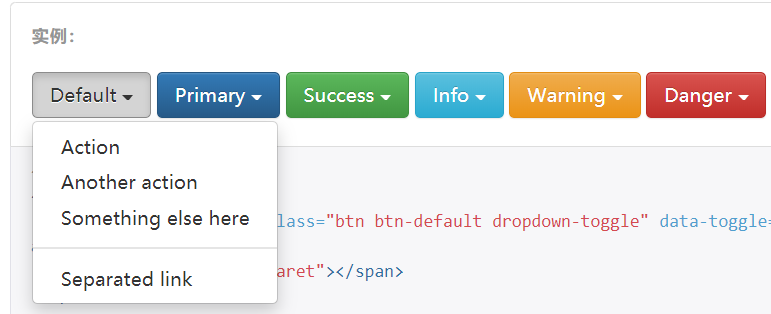 实例：
Default Primary Success Info Warning Danger
Action
Another action
Something else here
lass="btn btn-default dropdown-toggle" data-toggle=
aret"></span>
Separated link